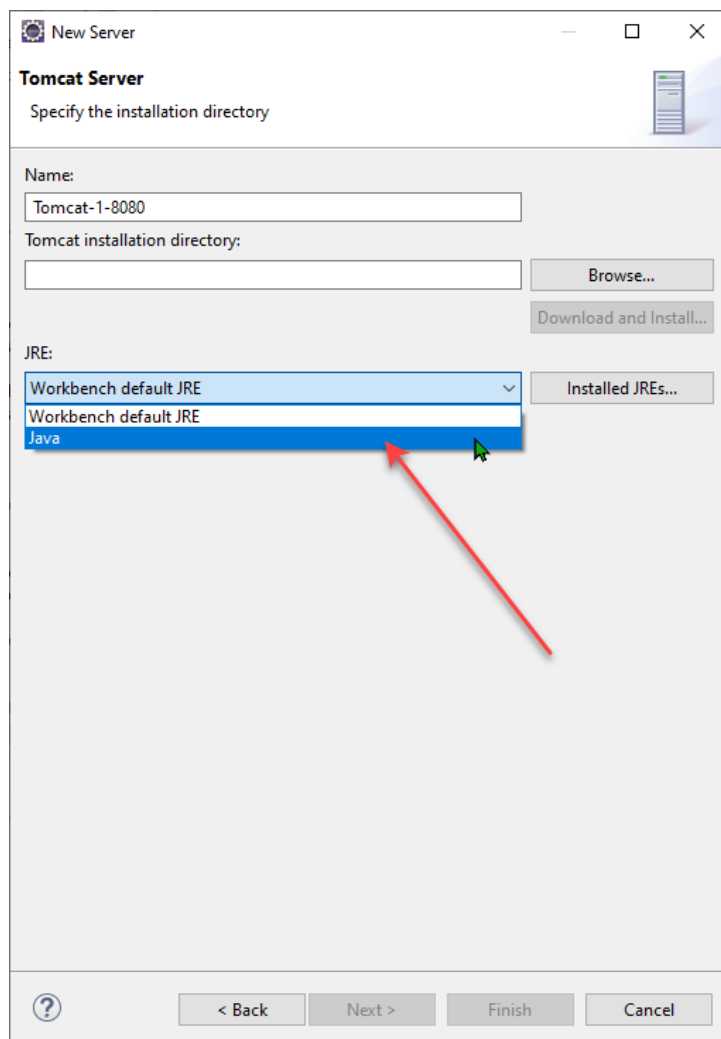 New Server
Tomcat Server
Specify the installation directory
Name:
Tomcat-1-8080
Tomcat installation directory:
Browse...
Download and Install...
JRE:
Workbench default JRE
Installed JREs...
Workbench default JRE
Java
?
< Back
Next >
Finish
Cancel